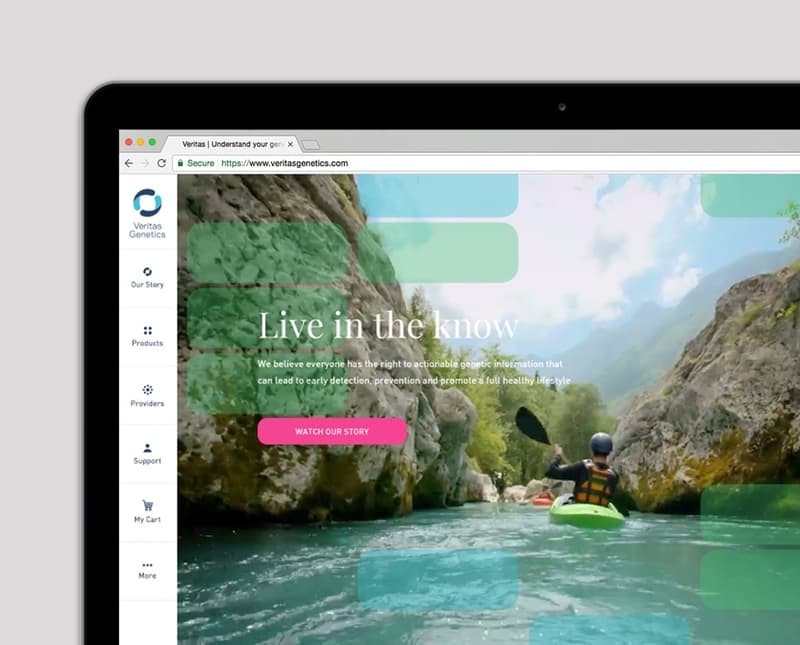 Veritas | Understand your gen
Secure
https://www.veritasgenetics.com
Veritas
Genetics
Our Story
Products
Providers
Support
My Cart
More
Live in the know
We believe everyone has the right to actionable genetic information that
can lead to early detection, prevention and promote a full healthy lifestyle
WATCH OUR STORY